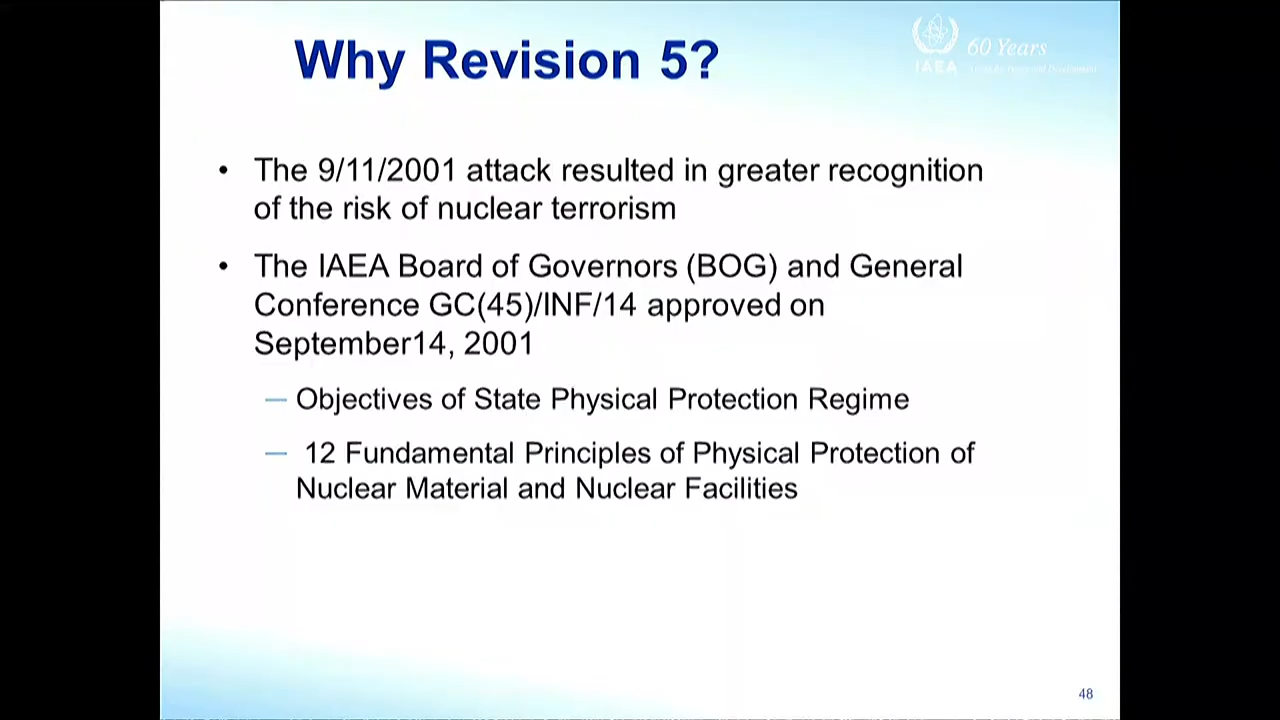 Why Revision 5?
60 Years
IAEA
• The 9/11/2001 attack resulted in greater recognition
of the risk of nuclear terrorism
• The IAEA Board of Governors (BOG) and General
Conference GC(45)/INF/14 approved on
September14, 2001
— Objectives of State Physical Protection Regime
— 12 Fundamental Principles of Physical Protection of
Nuclear Material and Nuclear Facilities
48